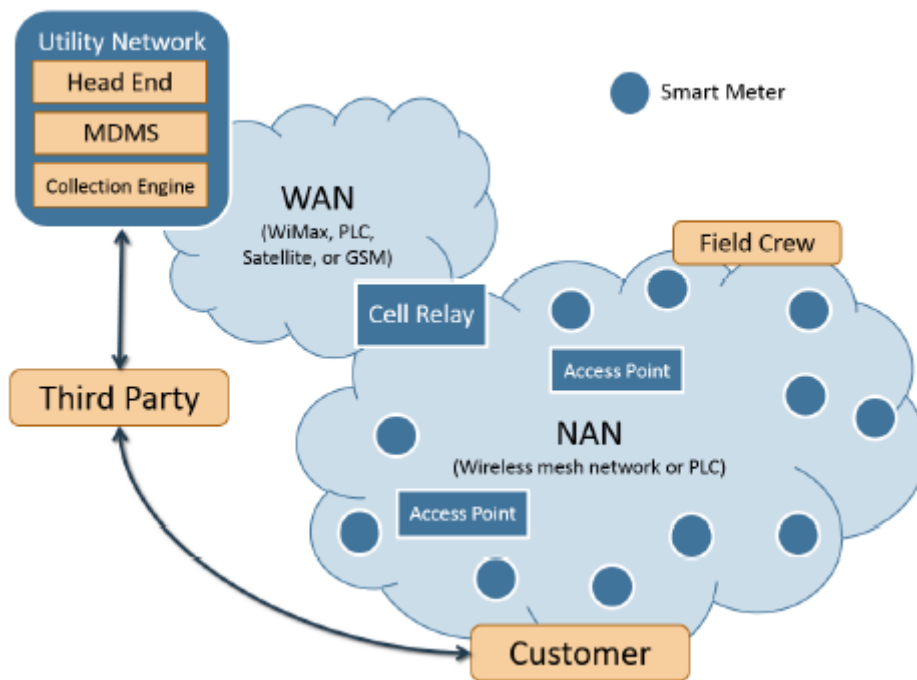 Utility Network
Head End
MDMS
Collection Engine
Smart Meter
WAN
(WiMax, PLC,
Satellite, or GSM)
Field Crew
Cell Relay
Access Point
Third Party
NAN
(Wireless mesh network or PLC)
Access Point
Customer